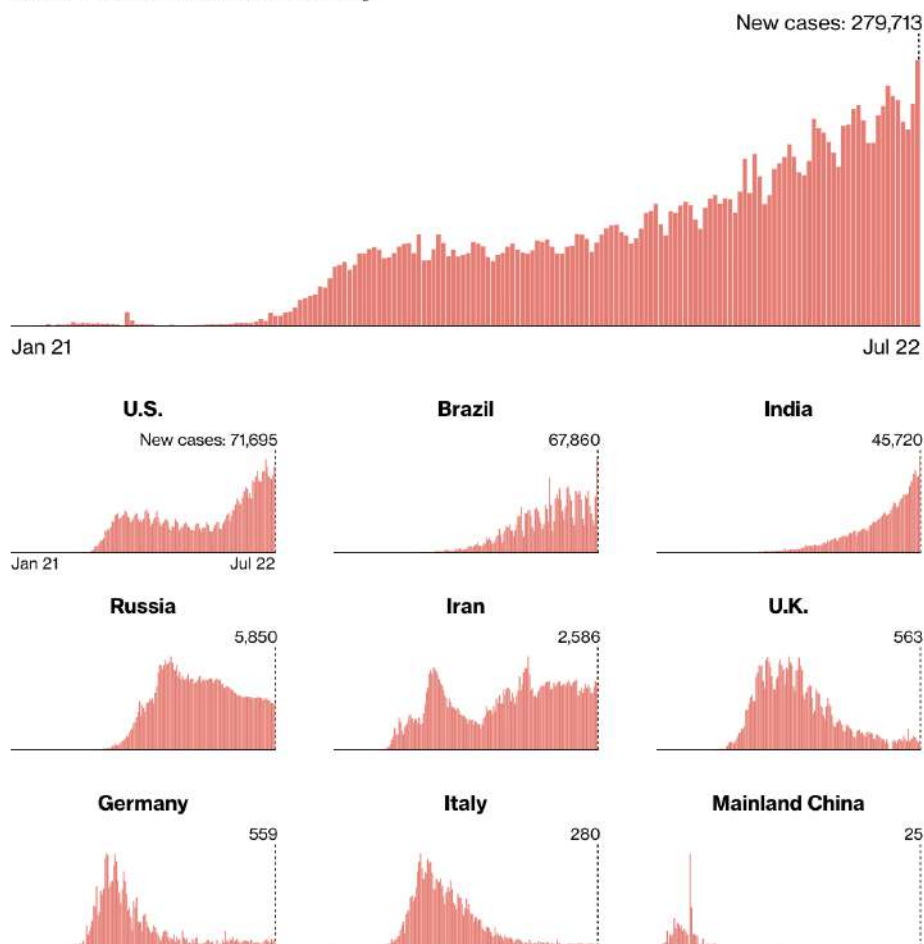 New cases: 279,713
Jan 21
Jul 22
U.S.
Brazil
India
New cases: 71,695
67,860
45,720
Jan 21
Jul 22
Russia
Iran
U.K.
5,850
2,586
563
Germany
Italy
Mainland China
559
280
25